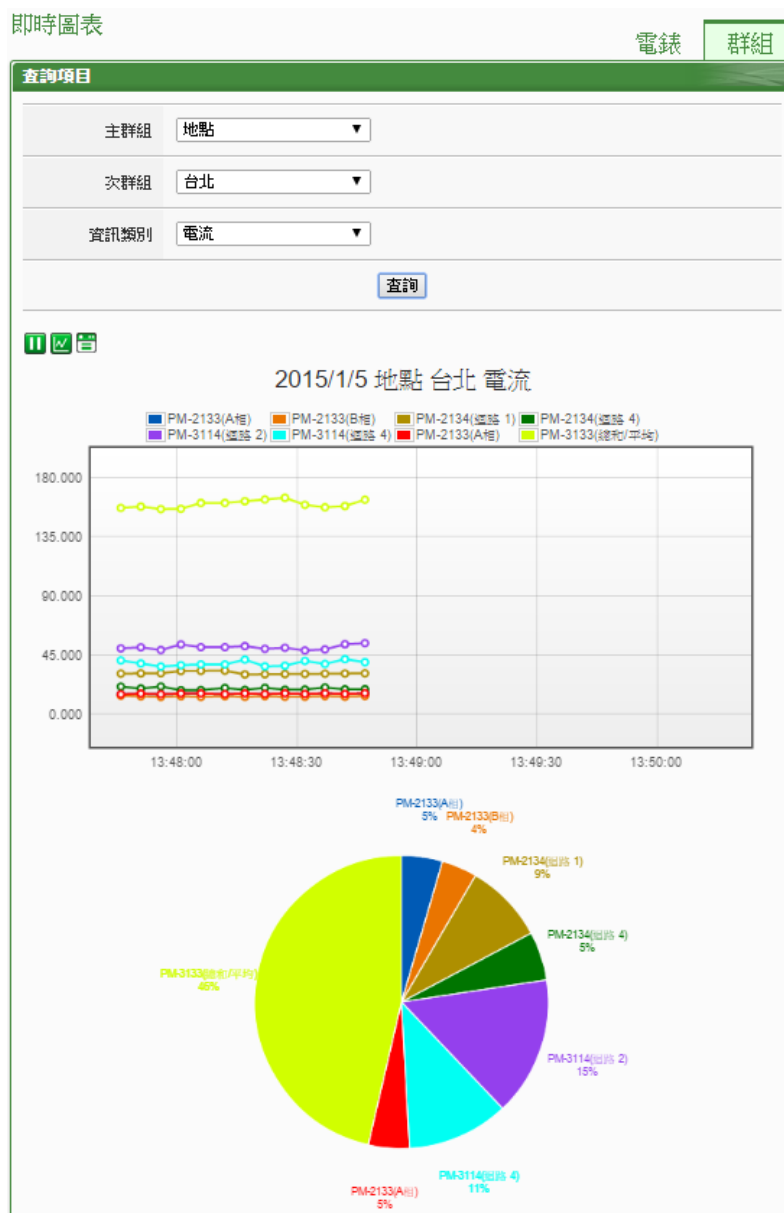 即時圖表
電錶 群組
查詢項目
主群組 地點
次群組 台北
資訊類別 電流
查詢
2015/1/5 地點 台北 電流
PM-2133(A相) PM-2133(B相) PM-2134(迴路 1) PM-2134(迴路 4)
PM-3114(迴路 2) PM-3114(迴路 4) PM-2133(A相) PM-3133(總和/平均)
180.000
135.000
90.000
45.000
0.000
13:48:00 13:48:30 13:49:00 13:49:30 13:50:00
PM-2133(A相)
5%
PM-2133(B相)
4%
PM-2134(迴路 1)
9%
PM-2134(迴路 4)
5%
PM-3133(總和/平均)
46%
PM-3114(迴路 2)
15%
PM-3114(迴路 4)
11%
PM-2133(A相)
5%